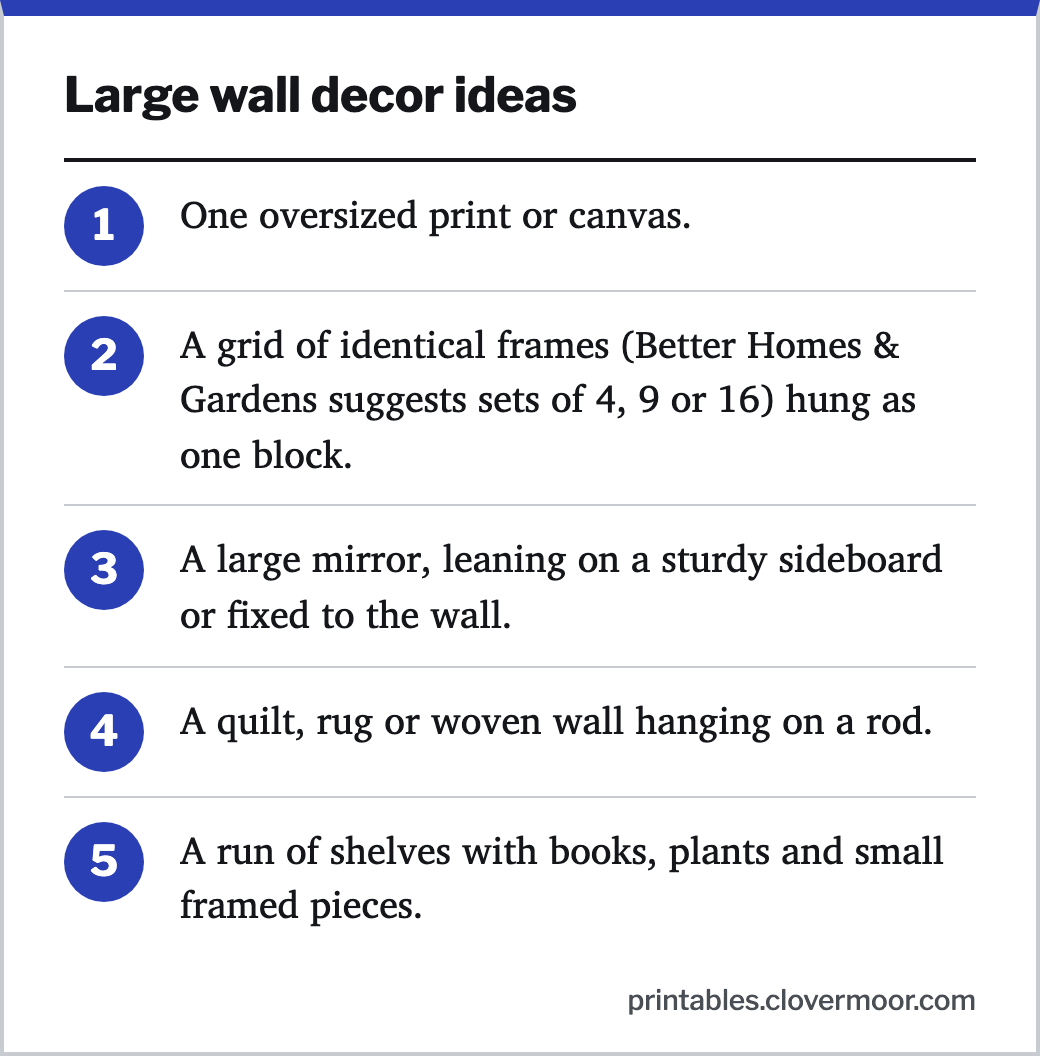 Large wall decor ideas
1
One oversized print or canvas.
2
A grid of identical frames (Better Homes &
Gardens suggests sets of 4, 9 or 16) hung as
one block.
3
A large mirror, leaning on a sturdy sideboard
or fixed to the wall.
4
A quilt, rug or woven wall hanging on a rod.
5
A run of shelves with books, plants and small
framed pieces.
printables.clovermoor.com